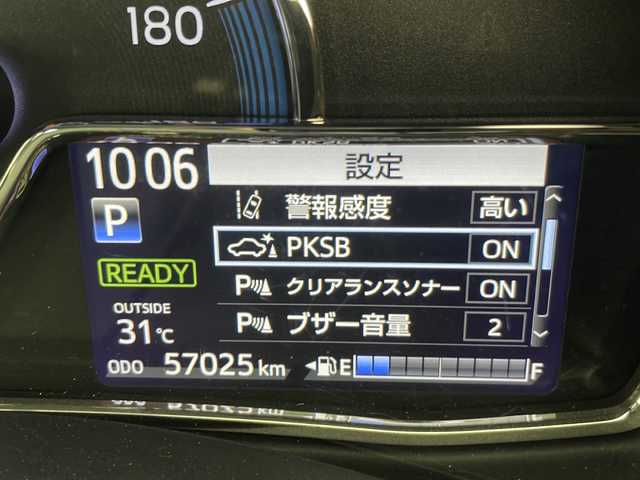 180
10:06
設定
警報感度 高い
P
PKSB ON
READY
クリアランスソナー ON
OUTSIDE
31℃
P ブザー音量 2
ODO 57025 km
E F